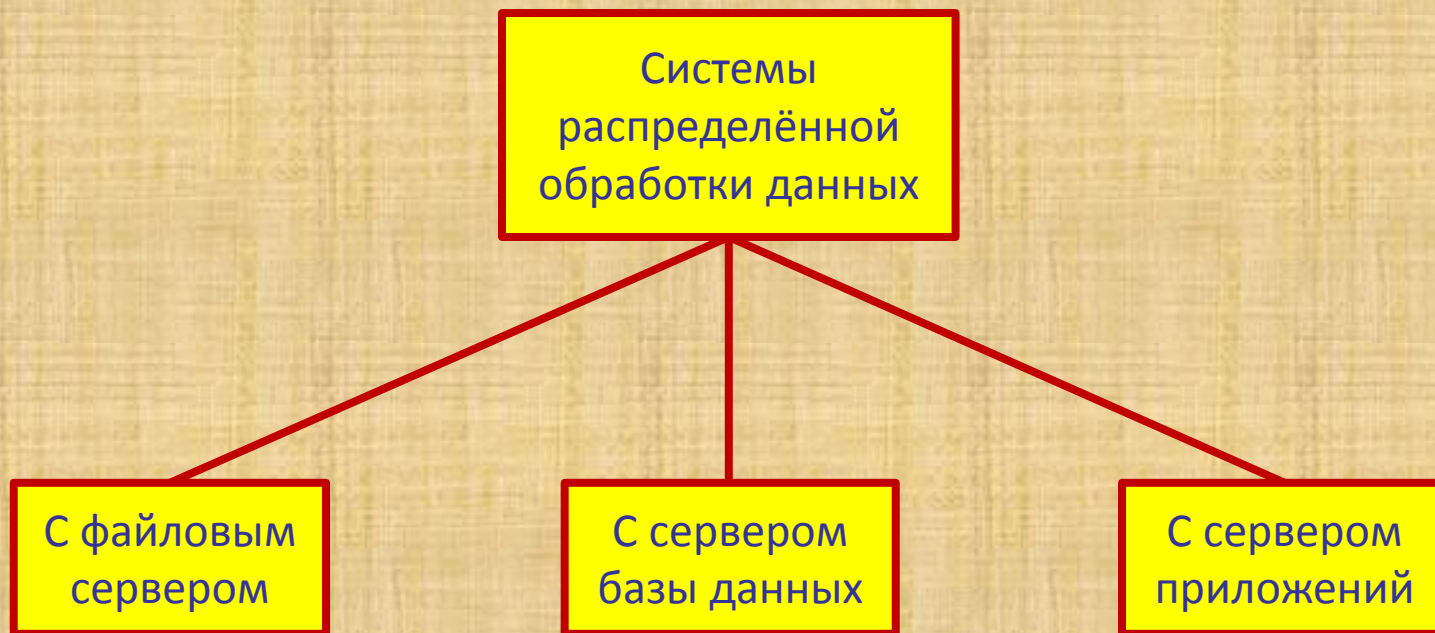 Системы
распределённой
обработки данных
С файловым
сервером
С сервером
базы данных
С сервером
приложений